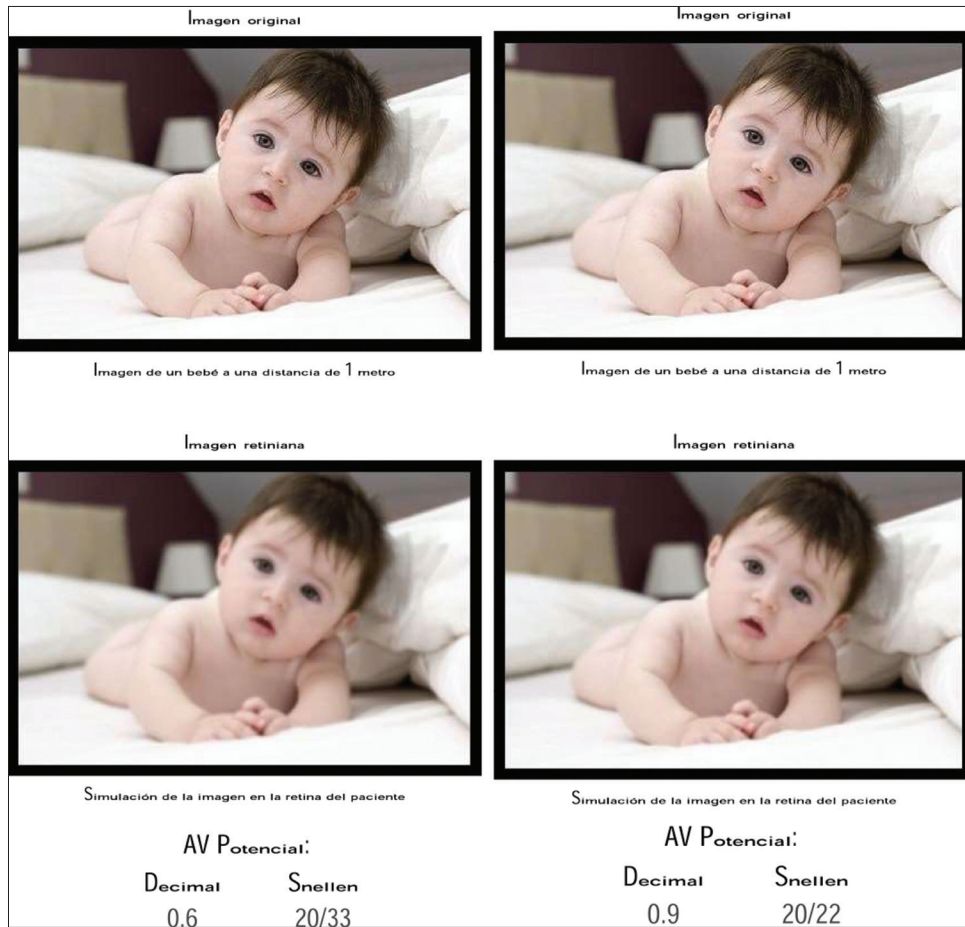 Imagen original
Imagen de un bebé a una distancia de 1 metro
Imagen retiniana
Simulación de la imagen en la retina del paciente
AV Potencial:
Decimal Snellen
0.6 20/33
Imagen original
Imagen de un bebé a una distancia de 1 metro
Imagen retiniana
Simulación de la imagen en la retina del paciente
AV Potencial:
Decimal Snellen
0.9 20/22